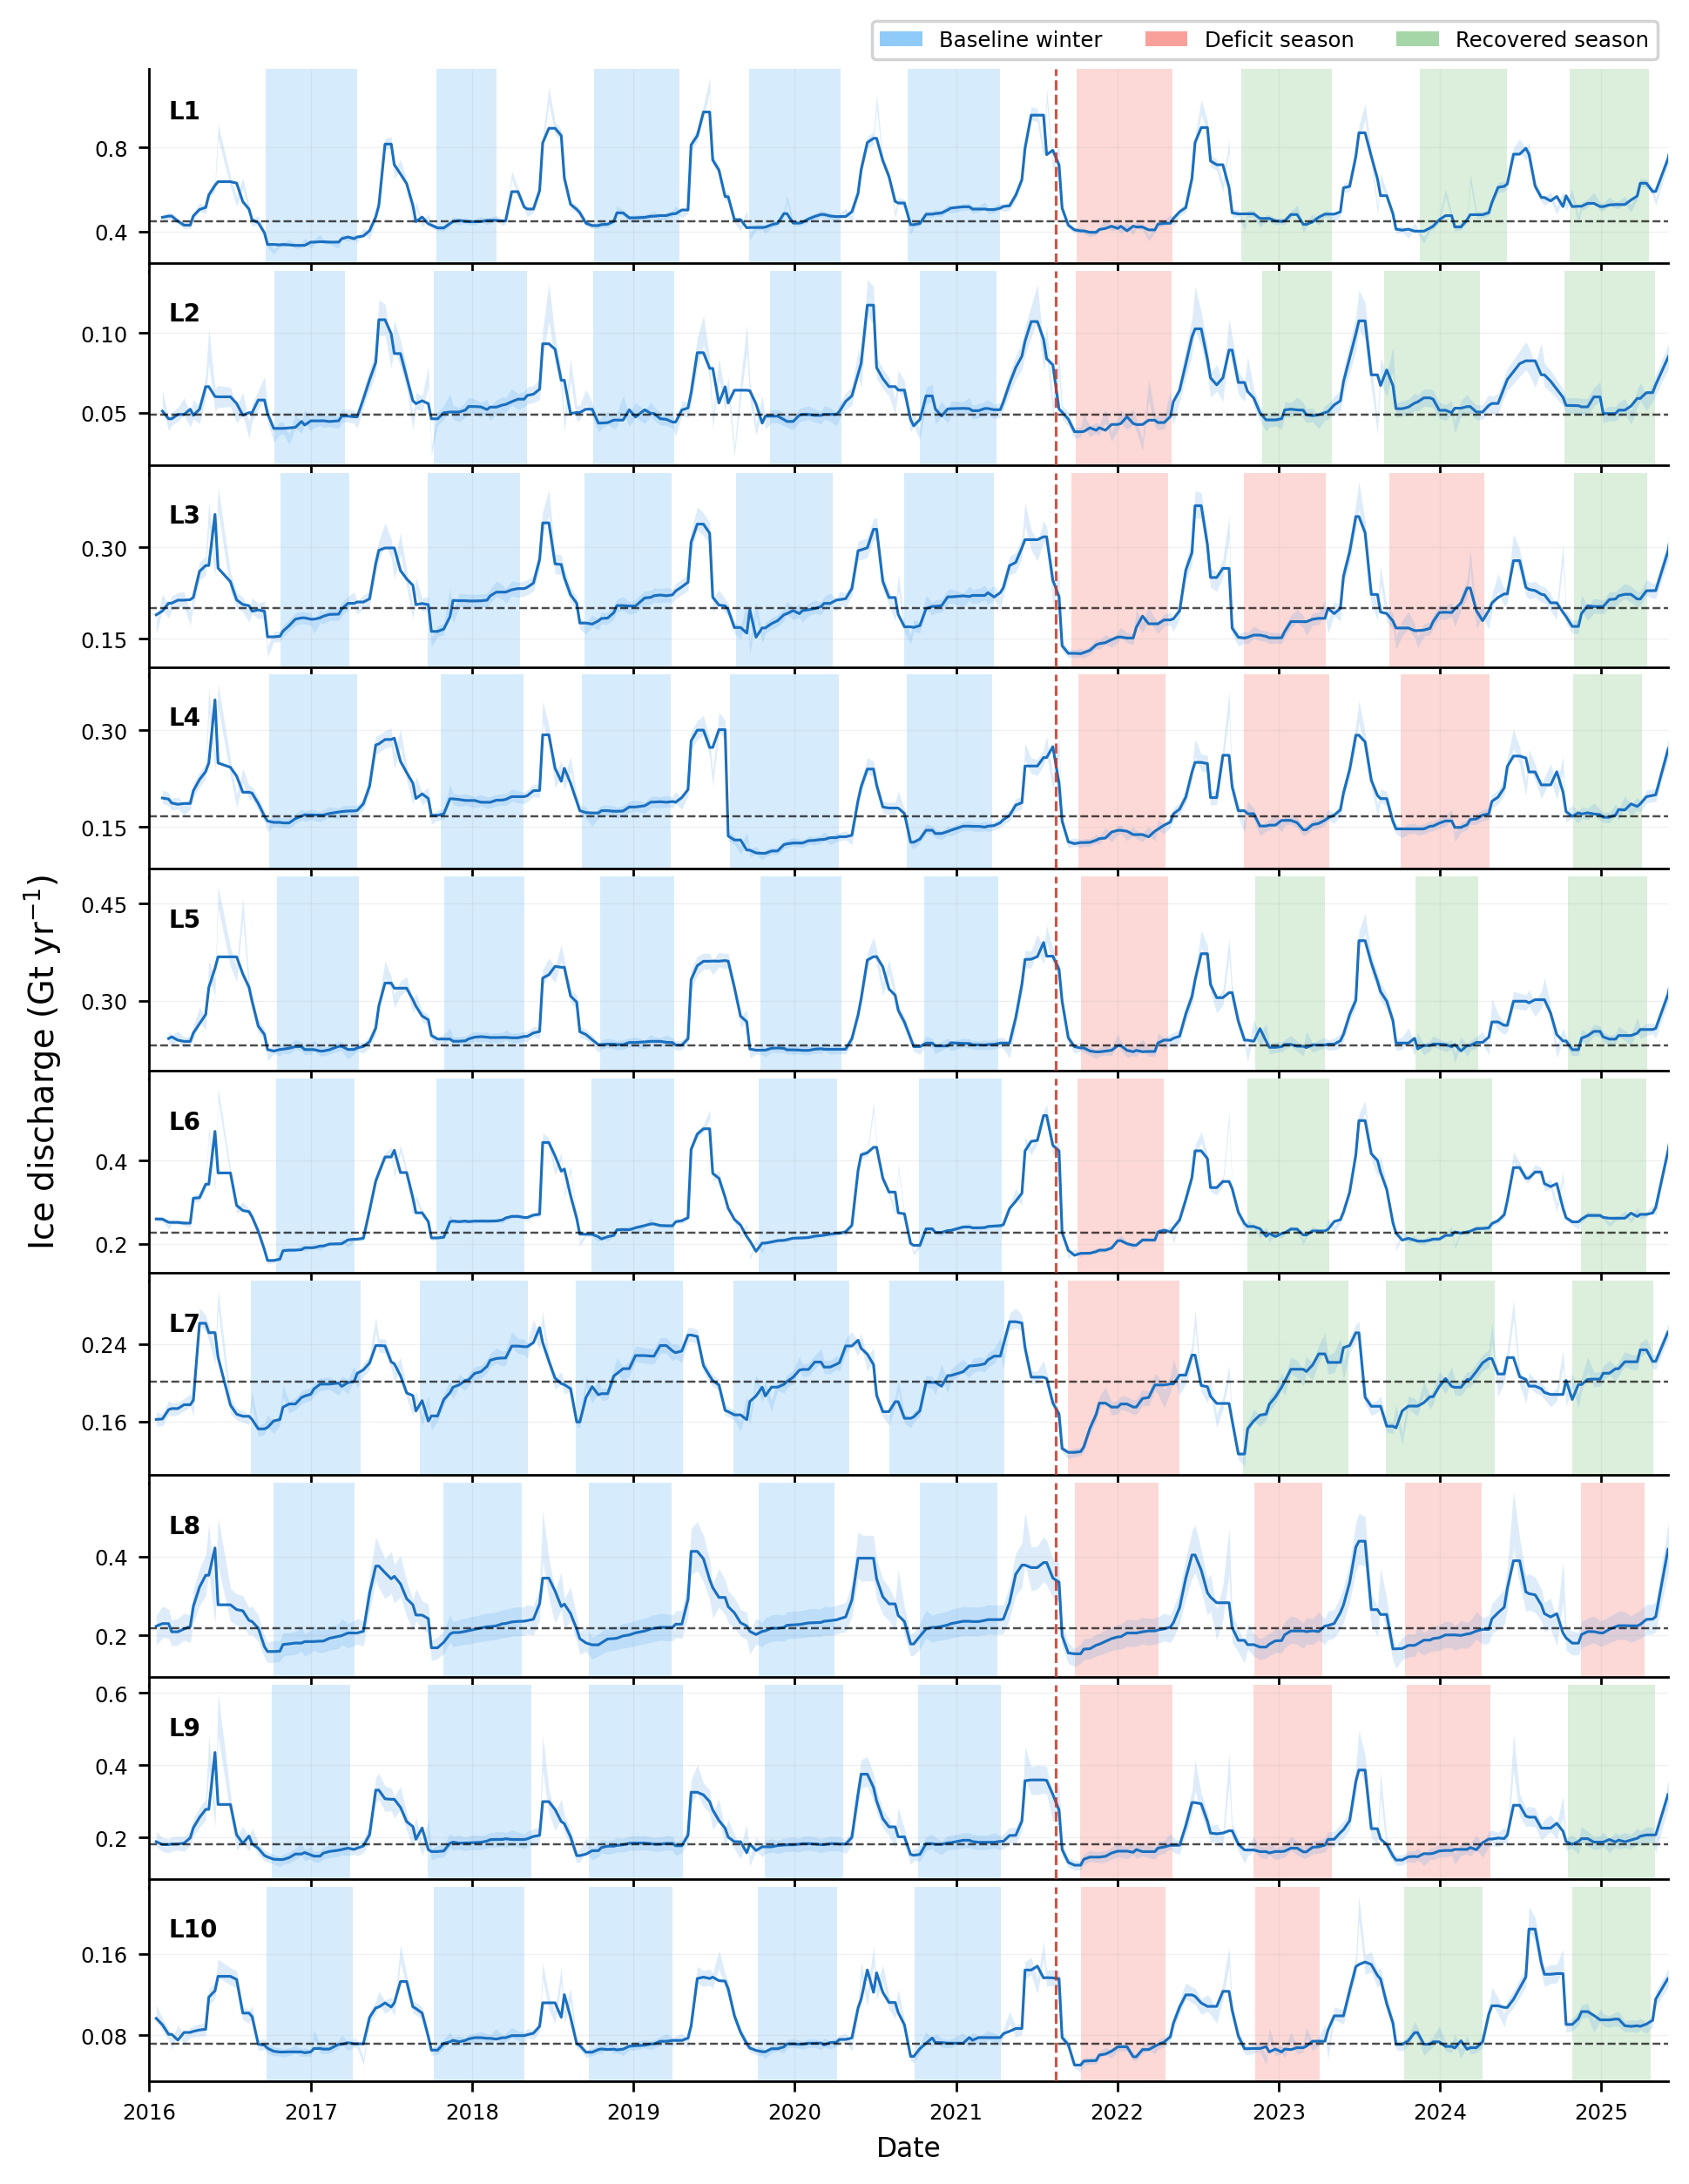 Baseline winter
Deficit season
Recovered season
L1
0.8
0.4
L2
0.10
0.05
L3
0.30
0.15
L4
0.30
0.15
L5
0.45
0.30
L6
0.4
0.2
L7
0.24
0.16
L8
0.4
0.2
L9
0.6
0.4
0.2
L10
0.16
0.08
Ice discharge (Gt yr⁻¹)
2016
2017
2018
2019
2020
2021
2022
2023
2024
2025
Date